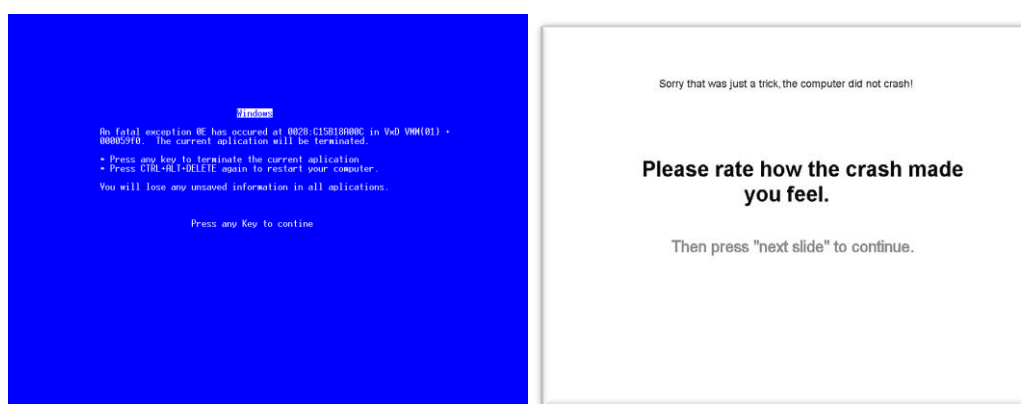 Windows
An fatal exception 0E has occured at 0028:C15B18A00C in VxD VMM(01) +
000059f0. The current aplication will be terminated.
* Press any key to terminate the current aplication
* Press CTRL+ALT+DELETE again to restart your computer.
You will lose any unsaved information in all aplications.
Press any Key to contine
Sorry that was just a trick, the computer did not crash!
Please rate how the crash made
you feel.
Then press "next slide" to continue.